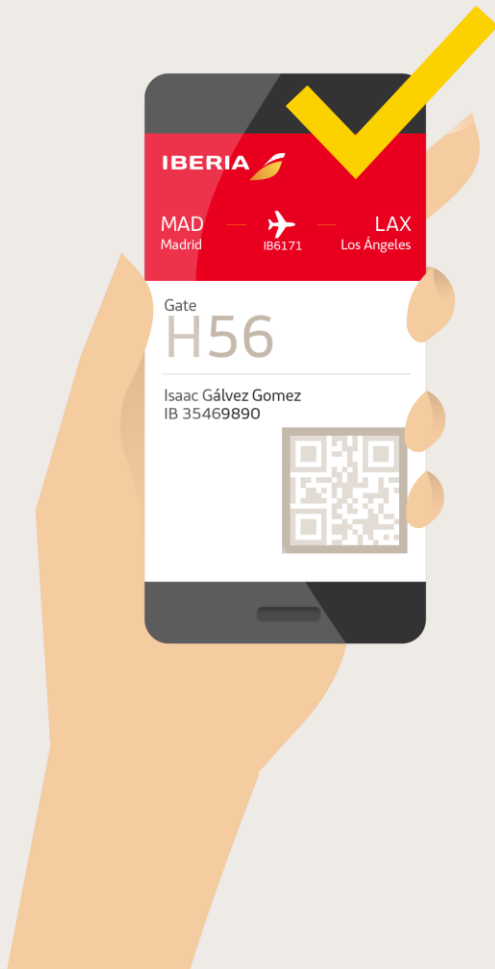 IBERIA
MAD LAX
Madrid IB6171 Los Ángeles
Gate
H56
Isaac Gálvez Gomez
IB 35469890